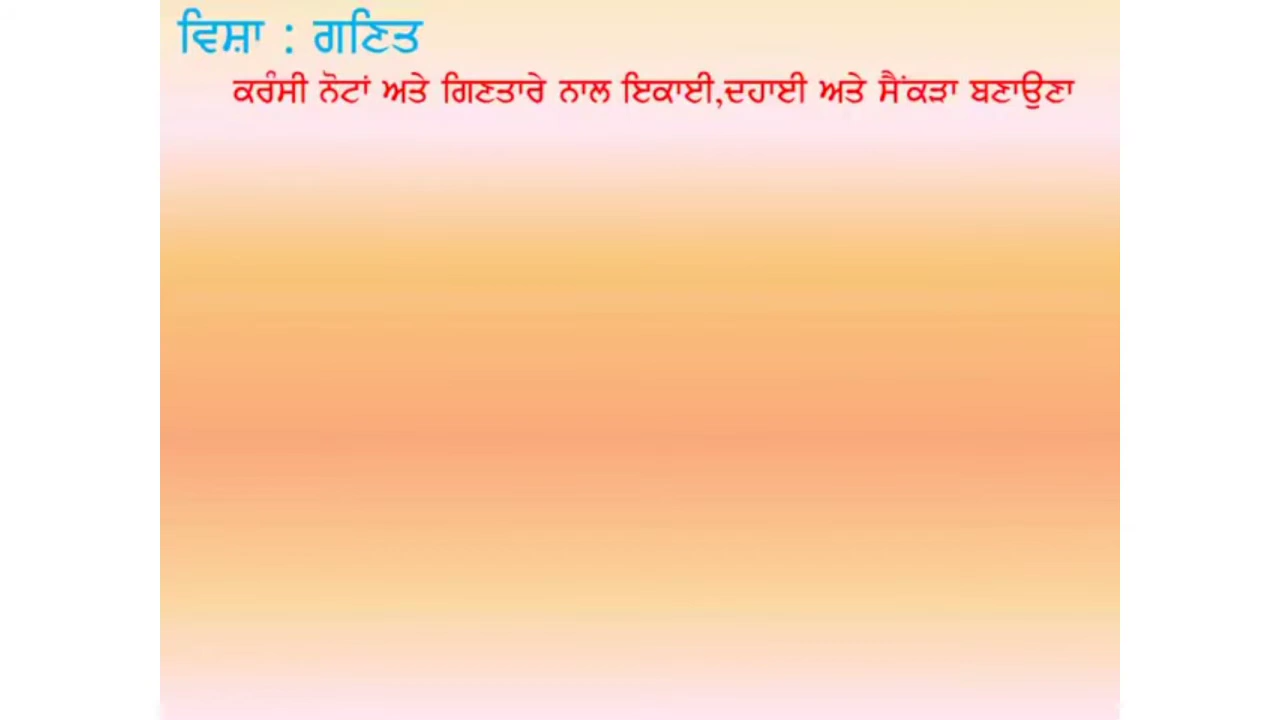 ਵਿਸ਼ਾ : ਗਣਿਤ
ਕਰੰਸੀ ਨੋਟਾਂ ਅਤੇ ਗਿਣਤਾਰੇ ਨਾਲ ਇਕਾਈ,ਦਹਾਈ ਅਤੇ ਸੈਂਕੜਾ ਬਣਾਉਣਾ